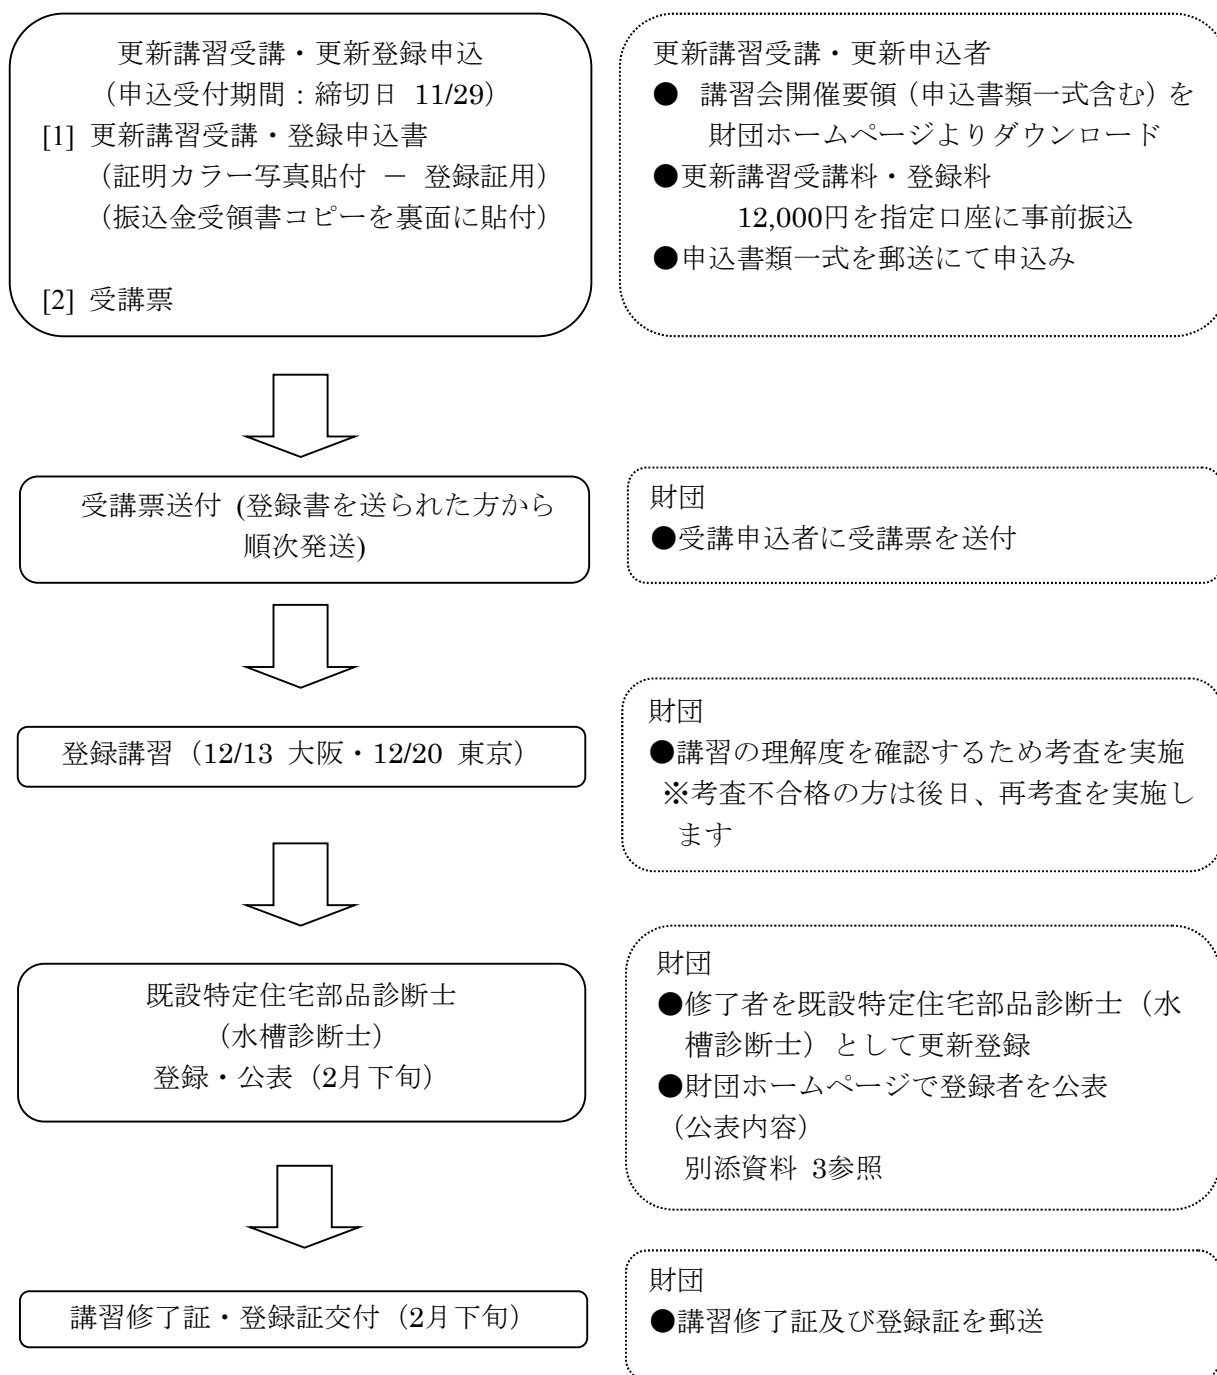 更新講習受講・更新登録申込
（申込受付期間：締切日 11/29）
[1] 更新講習受講・登録申込書
（証明カラー写真貼付 － 登録証用）
（振込金受領書コピーを裏面に貼付）
[2] 受講票
更新講習受講・更新申込者
● 講習会開催要領（申込書類一式含む）を
財団ホームページよりダウンロード
●更新講習受講料・登録料
12,000円を指定口座に事前振込
●申込書類一式を郵送にて申込み
受講票送付 (登録書を送られた方から
順次発送)
財団
●受講申込者に受講票を送付
登録講習（12/13 大阪・12/20 東京）
財団
●講習の理解度を確認するため考査を実施
※考査不合格の方は後日、再考査を実施し
ます
既設特定住宅部品診断士
（水槽診断士）
登録・公表（2月下旬）
財団
●修了者を既設特定住宅部品診断士（水
槽診断士）として更新登録
●財団ホームページで登録者を公表
（公表内容）
別添資料 3参照
講習修了証・登録証交付（2月下旬）
財団
●講習修了証及び登録証を郵送